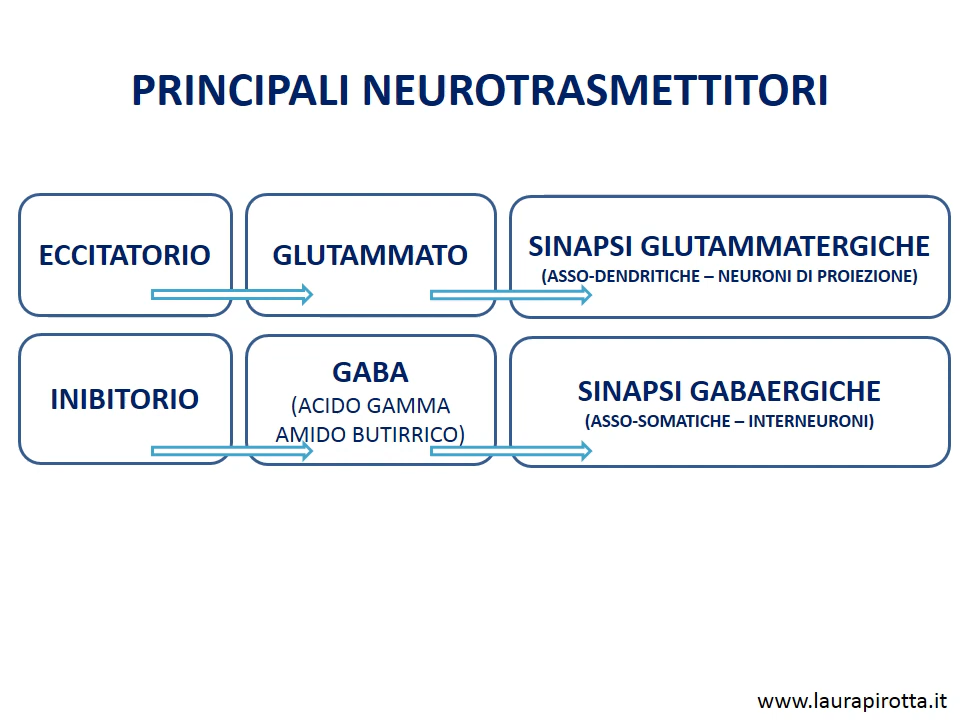 PRINCIPALI NEUROTRASMETTITORI
ECCITATORIO
GLUTAMMATO
SINAPSI GLUTAMMATERGICHE
(ASSO-DENDRITICHE – NEURONI DI PROIEZIONE)
INIBITORIO
GABA
(ACIDO GAMMA
AMIDO BUTIRRICO)
SINAPSI GABAERGICHE
(ASSO-SOMATICHE – INTERNEURONI)
www.laurapirotta.it